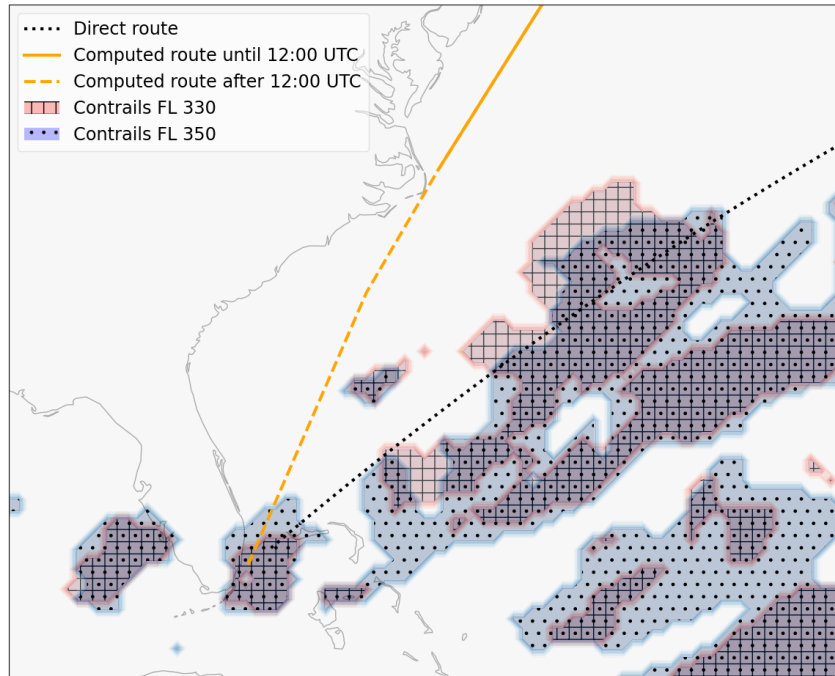 Direct route
Computed route until 12:00 UTC
Computed route after 12:00 UTC
Contrails FL 330
Contrails FL 350